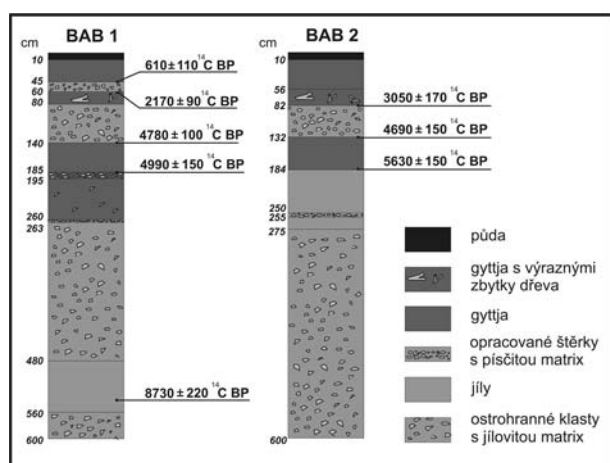 BAB 1
cm
10
45
60
80
140
185
195
260
263
480
560
600
610±110 ¹⁴C BP
2170±90 ¹⁴C BP
4780±100 ¹⁴C BP
4990±150 ¹⁴C BP
8730±220 ¹⁴C BP
BAB 2
cm
10
56
82
132
184
250
255
275
600
3050±170 ¹⁴C BP
4690±150 ¹⁴C BP
5630±150 ¹⁴C BP
půda
gyttja s výraznými
zbytky dřeva
gyttja
opracované štěrky
s písčitou matrix
jíly
ostrohranné klasty
s jílovitou matrix